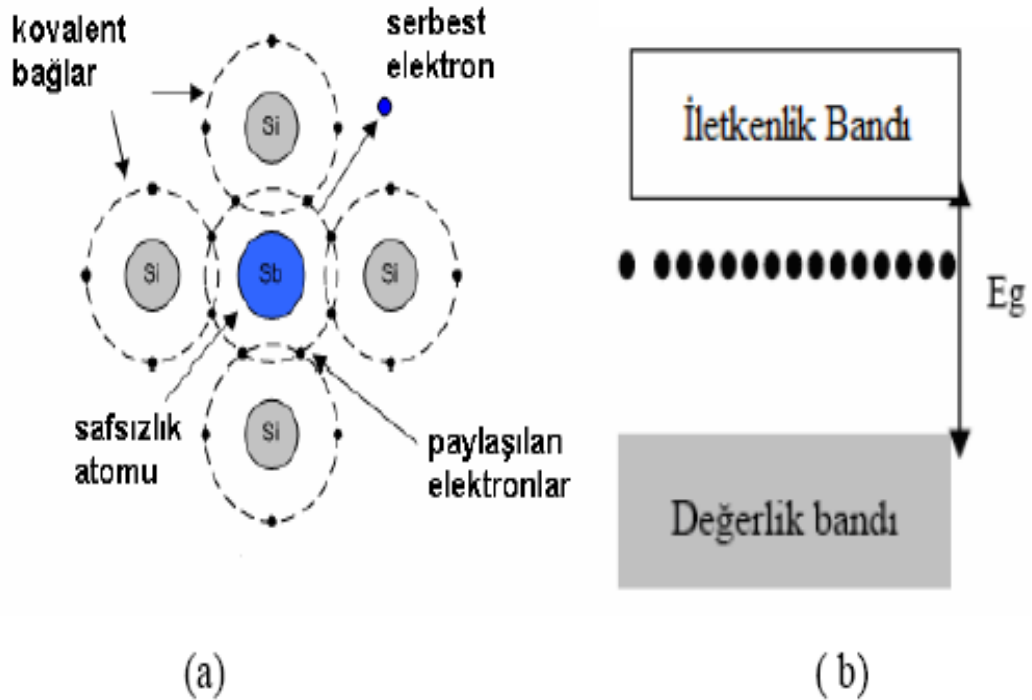 kovalent
bağlar
serbest
elektron
Si
Si
Sb
Si
Si
safsızlık
atomu
paylaşılan
elektronlar
(a)
İletkenlik Bandı
Eg
Değerlik bandı
( b)